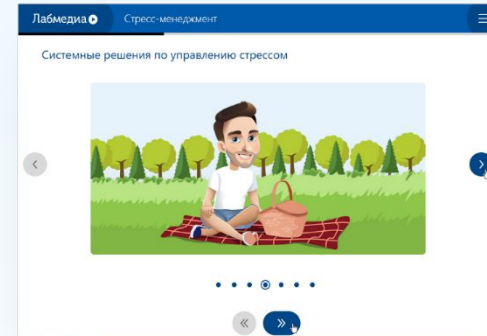 Лабмедиа
Стресс-менеджмент
Системные решения по управлению стрессом